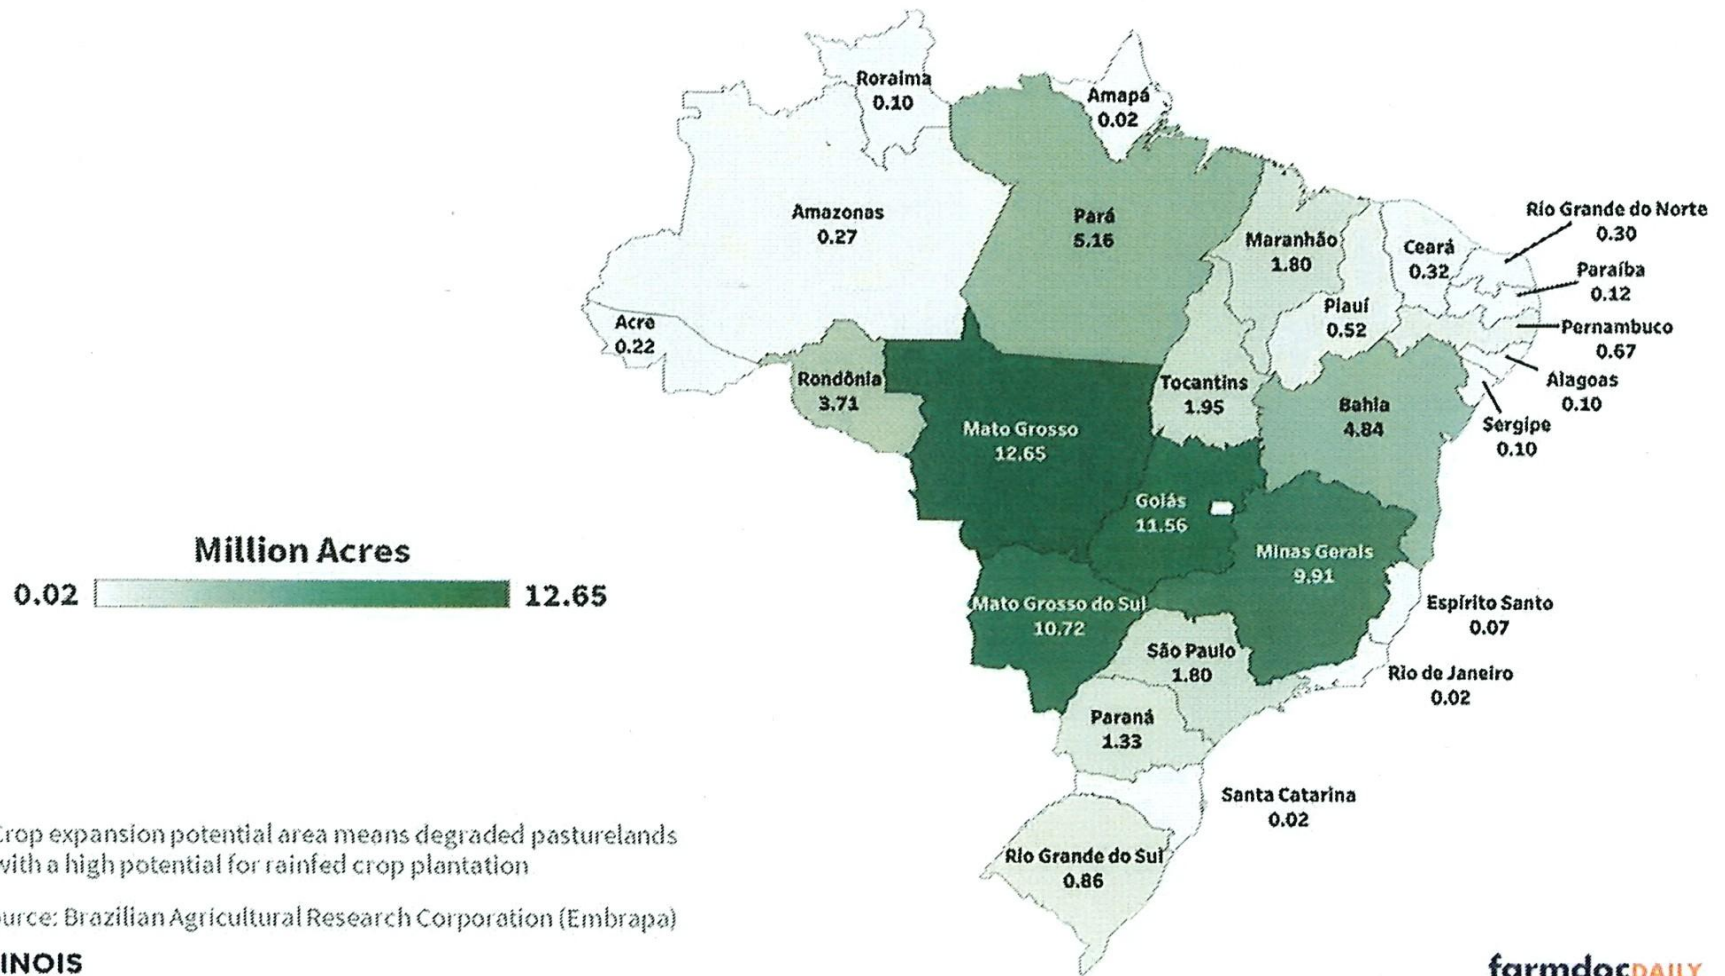 Roraima
0.10
Amapá
0.02
Amazonas
0.27
Pará
5.16
Maranhão
1.80
Ceará
0.32
Rio Grande do Norte
0.30
Paraíba
0.12
Piauí
0.52
Pernambuco
0.67
Acre
0.22
Alagoas
0.10
Rondônia
3.71
Tocantins
1.95
Bahia
4.84
Sergipe
0.10
Mato Grosso
12.65
Goiás
11.56
Minas Gerais
9.91
Million Acres
0.02
12.65
Mato Grosso do Sul
10.72
Espírito Santo
0.07
São Paulo
1.80
Rio de Janeiro
0.02
Paraná
1.33
Santa Catarina
0.02
Rio Grande do Sul
0.86
Crop expansion potential area means degraded pasturelands
with a high potential for rainfed crop plantation
urce: Brazilian Agricultural Research Corporation (Embrapa)
INOIS
farmdocDAILY